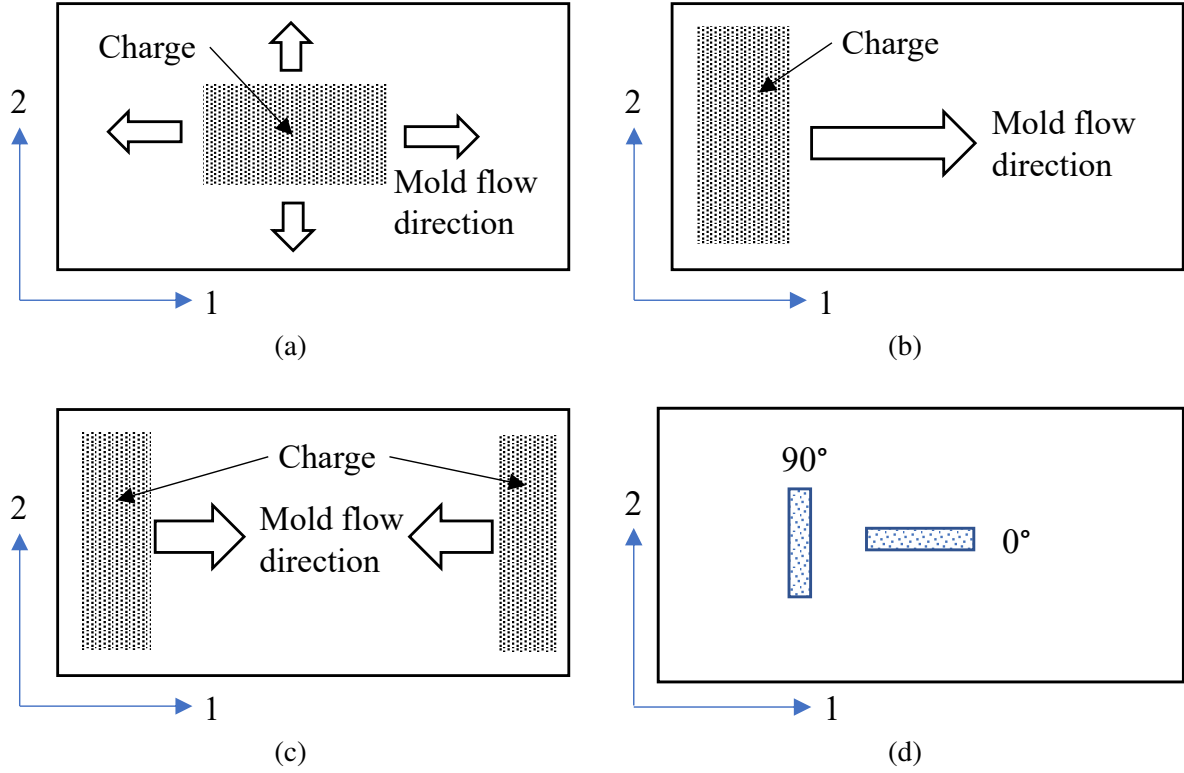 Charge
2
Mold flow
direction
1
(a)
Charge
2
Mold flow
direction
1
(b)
Charge
2
Mold flow
direction
1
(c)
90°
2
0°
1
(d)